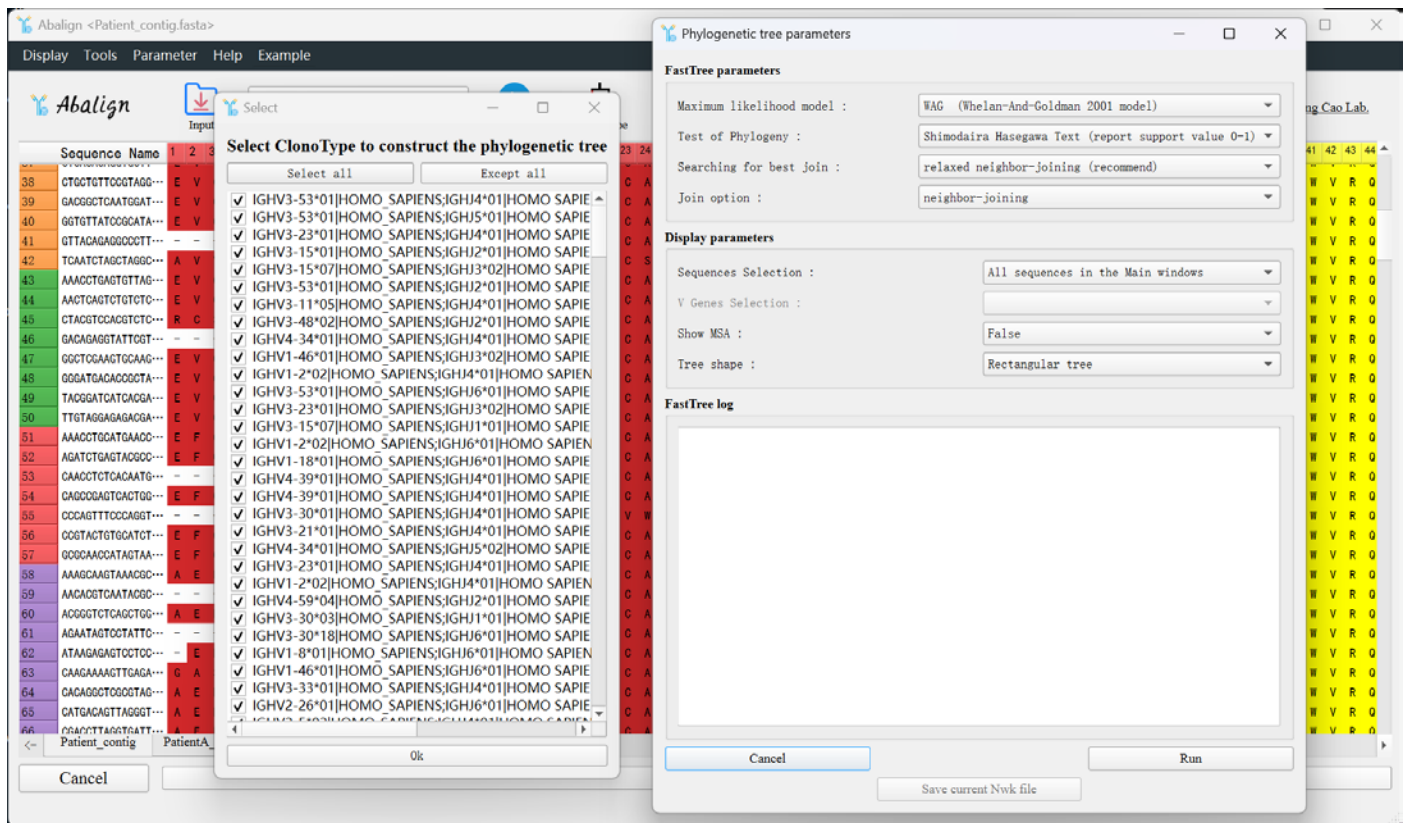 Abalign <Patient_contig.fasta>
Display Tools Parameter Help Example
Abalign
Input
ng Cao Lab.
Sequence Name 1 2 3
23 24
41 42 43 44
38 CTGCTGTTCCGTAGG... E V
39 GACGGCTCAATGGAT... E V
40 GGTGTTATCCGCATA... E V
41 GTTACAGAGGCCCTT... - -
42 TCAATCTAGCTAGGC... A V
43 AAACCTGAGTGTTAG... E V
44 AACTCAGTCTGTCTC... E V
45 CTACGTCCACGTCTC... R C
46 GACAGAGGTATTCGT... - -
47 GGCTCGAAGTGCAAG... E V
48 GGGATGACACCGCTA... E V
49 TACGGATCATCACGA... E V
50 TTGTAGGAGAGACGA... E V
51 AAACCTGCATGAACC... E F
52 AGATCTGAGTACGCC... E F
53 CAACCTCTCACAATG... - -
54 CAGCCGAGTCACTGG... E F
55 CCCAGTTTCCCAGGT... - -
56 CCGTACTGTGCATCT... E F
57 GCGCAACCATAGTAA... E F
58 AAAGCAAGTAAACGC... A E
59 AACACGTCAATACGC... - -
60 ACGGGTCTCAGCTGG... A E
61 AGAATAGTCCTATTC... - -
62 ATAAGAGAGTCCTCC... - E
63 CAAGAAAAGTTGAGA... G A
64 CACAGGCTCGCGTAG... A E
65 CATGACAGTTAGGGT... A E
66 CGACCTTAGGTGATT... A E
W V R Q
<- Patient_contig PatientA_
Cancel
Select
Select ClonoType to construct the phylogenetic tree
Select all Except all
IGHV3-53*01|HOMO_SAPIENS;IGHJ4*01|HOMO SAPIE
IGHV3-53*01|HOMO_SAPIENS;IGHJ5*01|HOMO SAPIE
IGHV3-23*01|HOMO_SAPIENS;IGHJ4*01|HOMO SAPIE
IGHV3-15*01|HOMO_SAPIENS;IGHJ2*01|HOMO SAPIE
IGHV3-15*07|HOMO_SAPIENS;IGHJ3*02|HOMO SAPIE
IGHV3-53*01|HOMO_SAPIENS;IGHJ2*01|HOMO SAPIE
IGHV3-11*05|HOMO_SAPIENS;IGHJ4*01|HOMO SAPIE
IGHV3-48*02|HOMO_SAPIENS;IGHJ2*01|HOMO SAPIE
IGHV4-34*01|HOMO_SAPIENS;IGHJ4*01|HOMO SAPIE
IGHV1-46*01|HOMO_SAPIENS;IGHJ3*02|HOMO SAPIE
IGHV1-2*02|HOMO_SAPIENS;IGHJ4*01|HOMO SAPIEN
IGHV3-53*01|HOMO_SAPIENS;IGHJ6*01|HOMO SAPIE
IGHV3-23*01|HOMO_SAPIENS;IGHJ3*02|HOMO SAPIE
IGHV3-15*07|HOMO_SAPIENS;IGHJ1*01|HOMO SAPIE
IGHV1-2*02|HOMO_SAPIENS;IGHJ6*01|HOMO SAPIEN
IGHV1-18*01|HOMO_SAPIENS;IGHJ6*01|HOMO SAPIE
IGHV4-39*01|HOMO_SAPIENS;IGHJ4*01|HOMO SAPIE
IGHV4-39*01|HOMO_SAPIENS;IGHJ4*01|HOMO SAPIE
IGHV3-30*01|HOMO_SAPIENS;IGHJ4*01|HOMO SAPIE
IGHV3-21*01|HOMO_SAPIENS;IGHJ4*01|HOMO SAPIE
IGHV4-34*01|HOMO_SAPIENS;IGHJ5*02|HOMO SAPIE
IGHV3-23*01|HOMO_SAPIENS;IGHJ4*01|HOMO SAPIE
IGHV1-2*02|HOMO_SAPIENS;IGHJ4*01|HOMO SAPIEN
IGHV4-59*04|HOMO_SAPIENS;IGHJ2*01|HOMO SAPIE
IGHV3-30*03|HOMO_SAPIENS;IGHJ1*01|HOMO SAPIE
IGHV3-30*18|HOMO_SAPIENS;IGHJ6*01|HOMO SAPIE
IGHV1-8*01|HOMO_SAPIENS;IGHJ6*01|HOMO SAPIEN
IGHV1-46*01|HOMO_SAPIENS;IGHJ6*01|HOMO SAPIE
IGHV3-33*01|HOMO_SAPIENS;IGHJ4*01|HOMO SAPIE
IGHV2-26*01|HOMO_SAPIENS;IGHJ6*01|HOMO SAPIE
Ok
Phylogenetic tree parameters
FastTree parameters
Maximum likelihood model : WAG (Whelan-And-Goldman 2001 model)
Test of Phylogeny : Shimodaira Hasegawa Text (report support value 0-1)
Searching for best join : relaxed neighbor-joining (recommend)
Join option : neighbor-joining
Display parameters
Sequences Selection : All sequences in the Main windows
V Genes Selection :
Show MSA : False
Tree shape : Rectangular tree
FastTree log
Cancel Run
Save current Nwk file